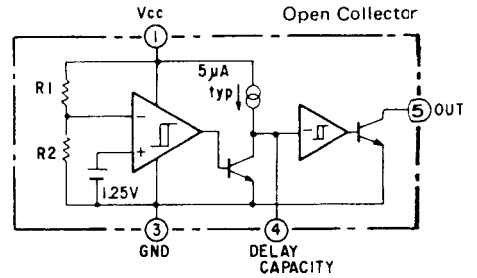 Vcc
Open Collector
1
R1
5μA
typ
−
−
5
OUT
R2
+
1.25V
3
4
GND
DELAY
CAPACITY